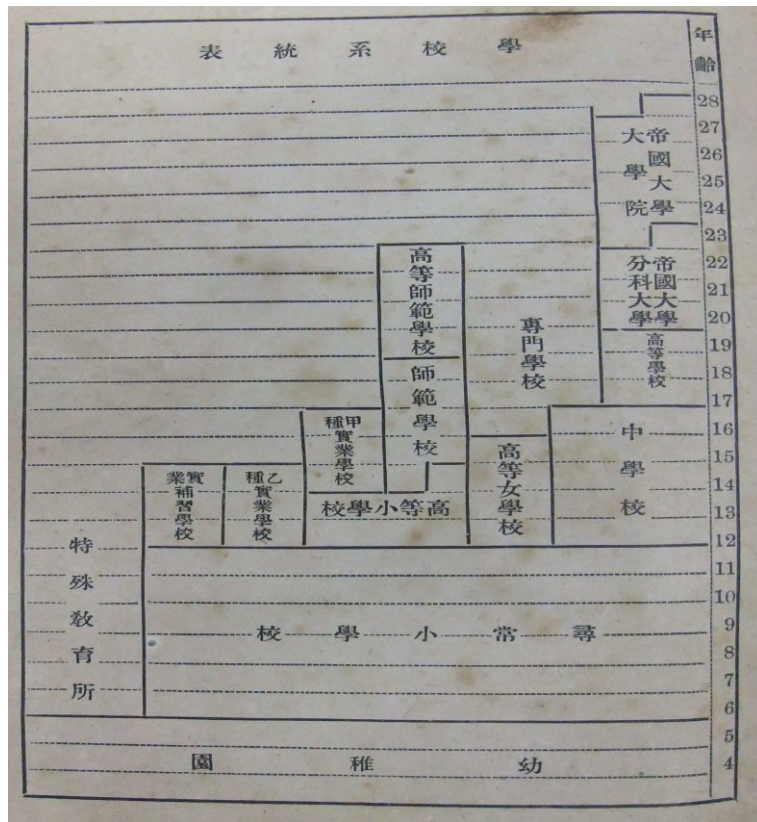 學校系統表
年齡
28
27
26
25
24
23
22
21
20
19
18
17
16
15
14
13
12
11
10
9
8
7
6
5
4
帝國大學
大學院
帝國大學
分科大學
高等學校
專門學校
高等師範學校
師範學校
中學校
高等女學校
甲種實業學校
高等小學校
乙種實業學校
實業補習學校
特殊教育所
尋常小學校
幼稚園